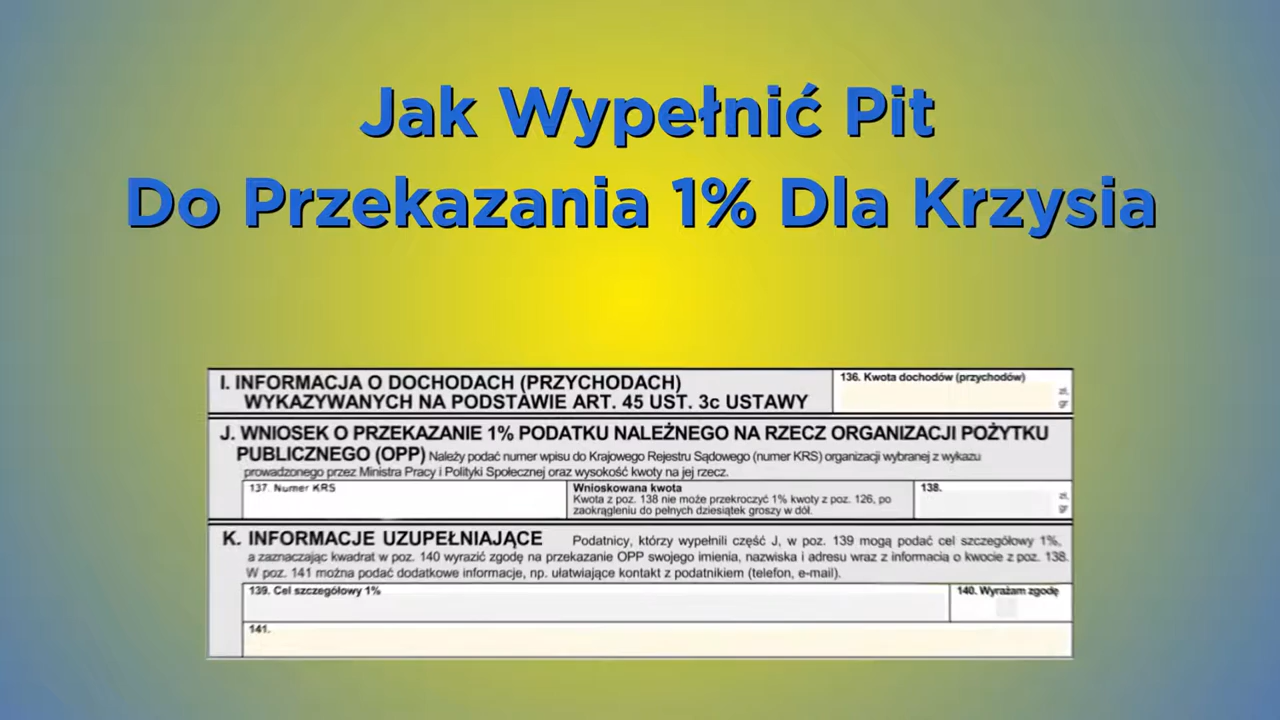 Jak Wypełnić Pit
Do Przekazania 1% Dla Krzysia
I. INFORMACJA O DOCHODACH (PRZYCHODACH)
WYKAZYWANYCH NA PODSTAWIE ART. 45 UST. 3c USTAWY
136. Kwota dochodów (przychodów)
zł,
gr
J. WNIOSEK O PRZEKAZANIE 1% PODATKU NALEŻNEGO NA RZECZ ORGANIZACJI POŻYTKU
PUBLICZNEGO (OPP) Należy podać numer wpisu do Krajowego Rejestru Sądowego (numer KRS) organizacji wybranej z wykazu
prowadzonego przez Ministra Pracy i Polityki Społecznej oraz wysokość kwoty na jej rzecz.
137. Numer KRS
Wnioskowana kwota
Kwota z poz. 138 nie może przekroczyć 1% kwoty z poz. 126, po
zaokrągleniu do pełnych dziesiątek groszy w dół.
138.
zł,
gr
K. INFORMACJE UZUPEŁNIAJĄCE Podatnicy, którzy wypełnili część J, w poz. 139 mogą podać cel szczegółowy 1%,
a zaznaczając kwadrat w poz. 140 wyrazić zgodę na przekazanie OPP swojego imienia, nazwiska i adresu wraz z informacją o kwocie z poz. 138.
W poz. 141 można podać dodatkowe informacje, np. ułatwiające kontakt z podatnikiem (telefon, e-mail).
139. Cel szczegółowy 1%
140. Wyrażam zgodę
141.